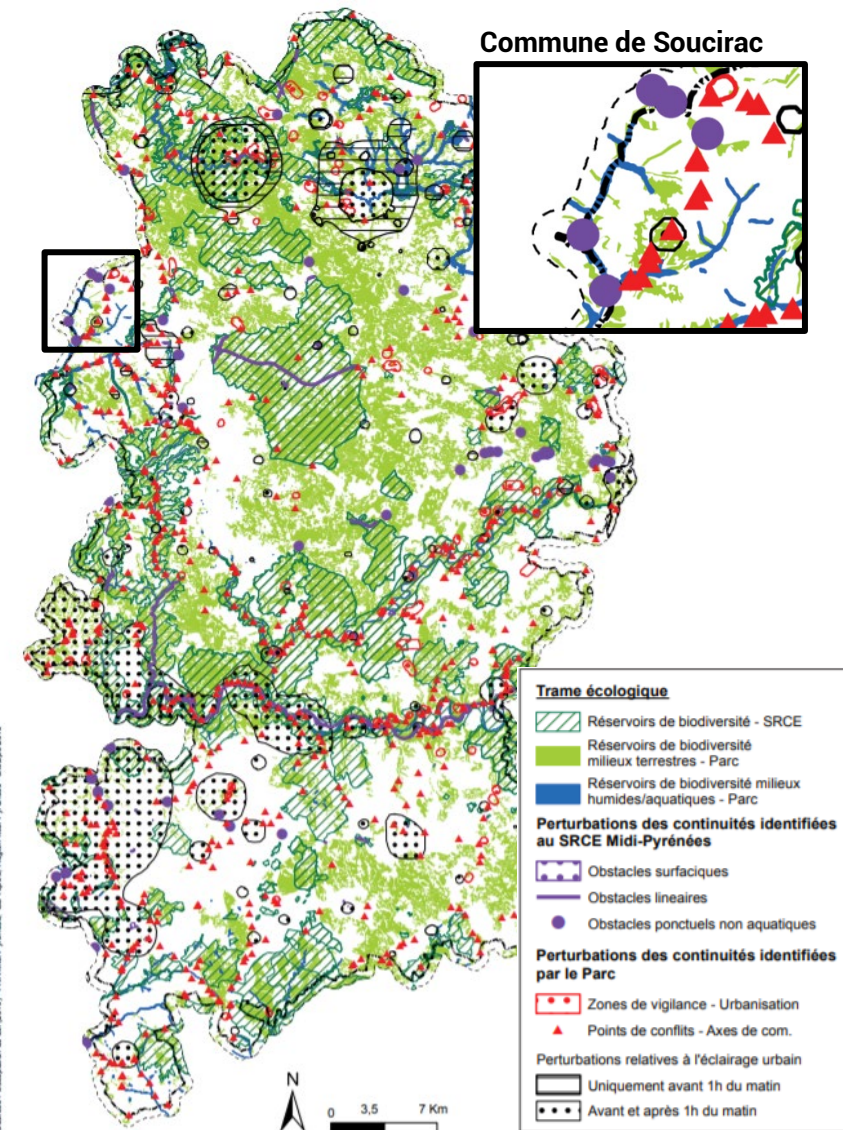 Commune de Soucirac
Trame écologique
Réservoirs de biodiversité - SRCE
Réservoirs de biodiversité
milieux terrestres - Parc
Réservoirs de biodiversité milieux
humides/aquatiques - Parc
Perturbations des continuités identifiées
au SRCE Midi-Pyrénées
Obstacles surfaciques
Obstacles lineaires
Obstacles ponctuels non aquatiques
Perturbations des continuités identifiées
par le Parc
Zones de vigilance - Urbanisation
Points de conflits - Axes de com.
Perturbations relatives à l'éclairage urbain
Uniquement avant 1h du matin
Avant et après 1h du matin
N
0 3,5 7 Km